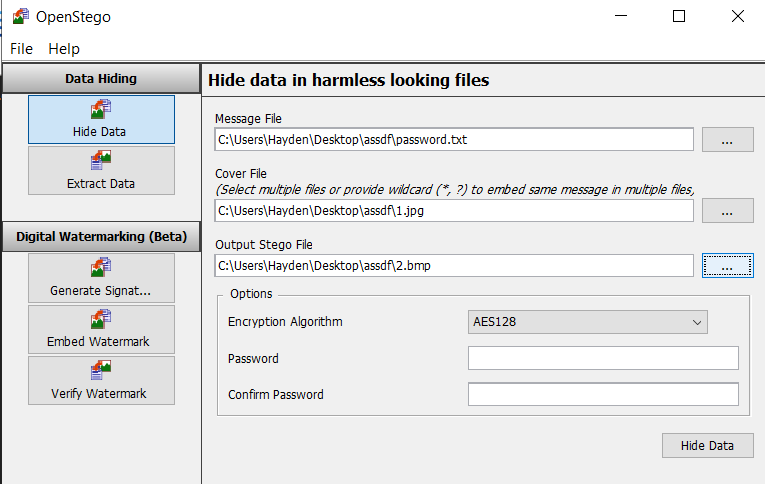 OpenStego
File Help
Data Hiding
Hide Data
Extract Data
Digital Watermarking (Beta)
Generate Signat...
Embed Watermark
Verify Watermark
Hide data in harmless looking files
Message File
C:\Users\Hayden\Desktop\assdf\password.txt
...
Cover File
(Select multiple files or provide wildcard (*, ?) to embed same message in multiple files)
C:\Users\Hayden\Desktop\assdf\1.jpg
...
Output Stego File
C:\Users\Hayden\Desktop\assdf\2.bmp
...
Options
Encryption Algorithm
AES128
Password
Confirm Password
Hide Data